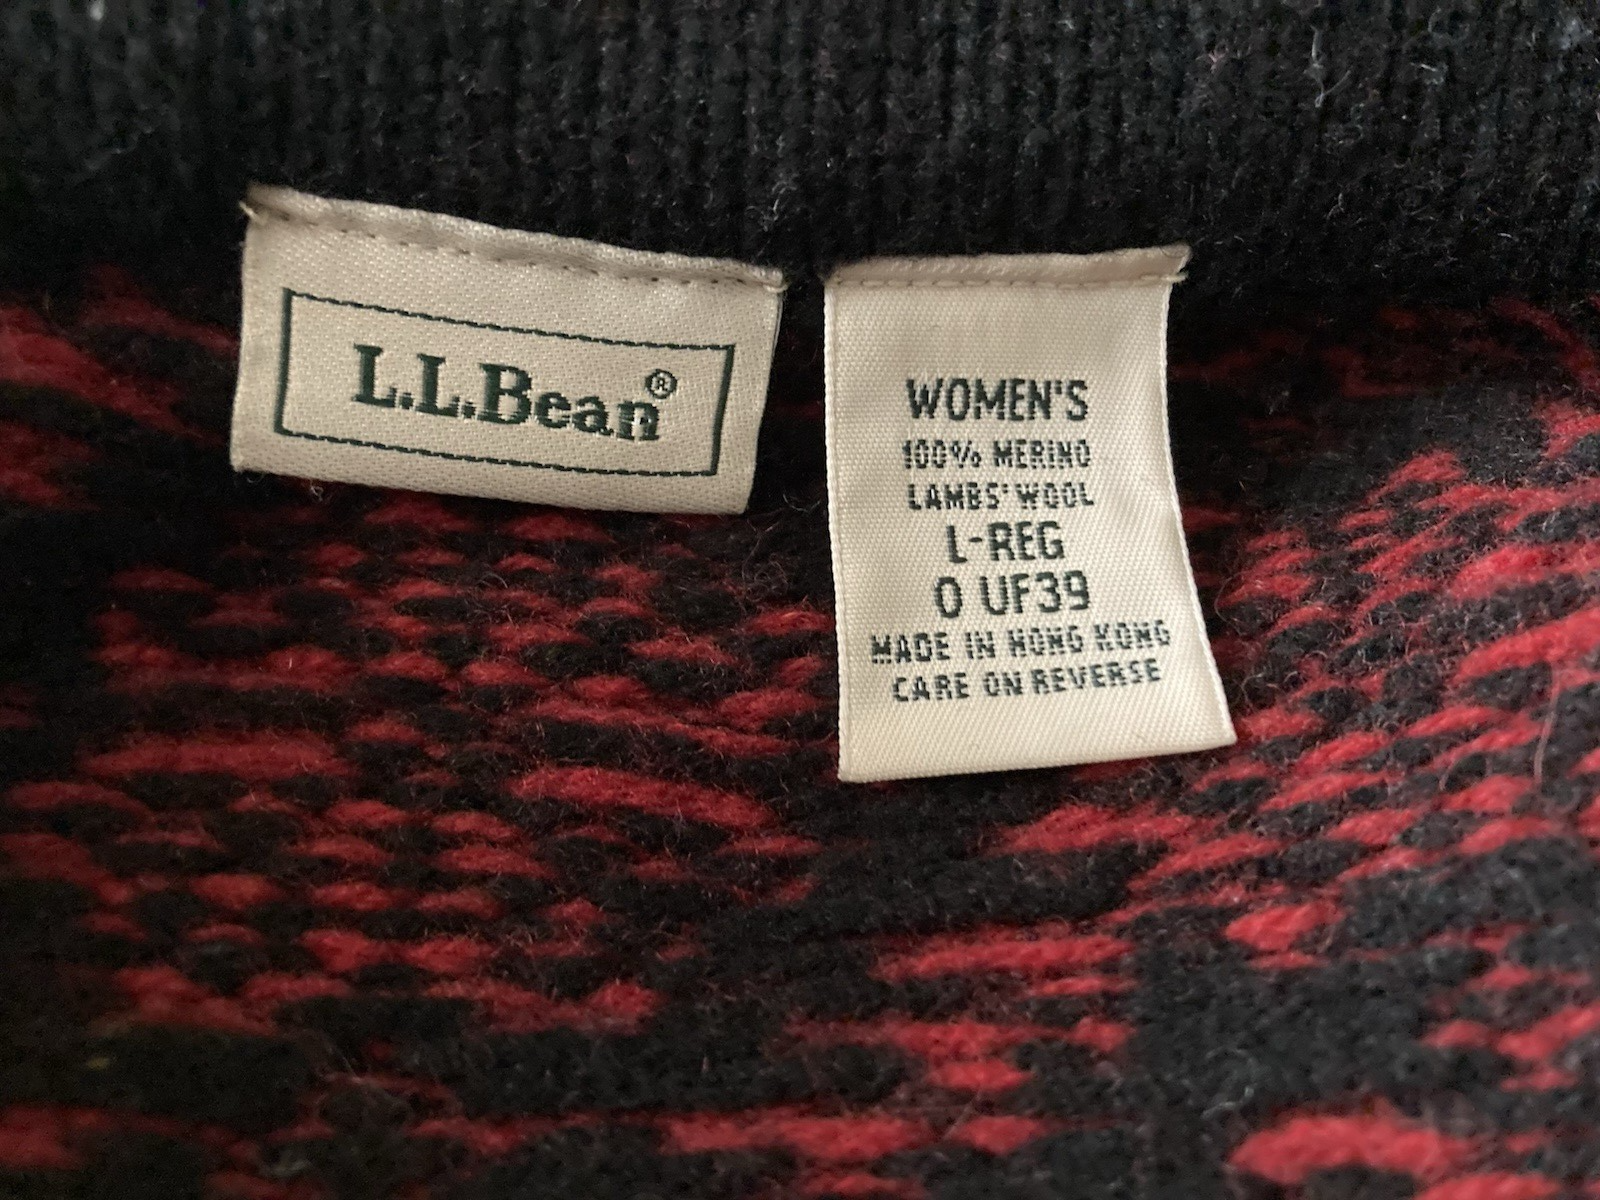 L.L.Bean®
WOMEN'S
100% MERINO
LAMBS' WOOL
L-REG
0 UF39
MADE IN HONG KONG
CARE ON REVERSE